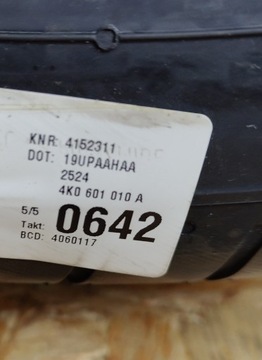 KNR: 4152311
DOT: 19UPAAHAA
2524
4K0 601 010 A
5/5
Takt: 0642
BCD: 4060117